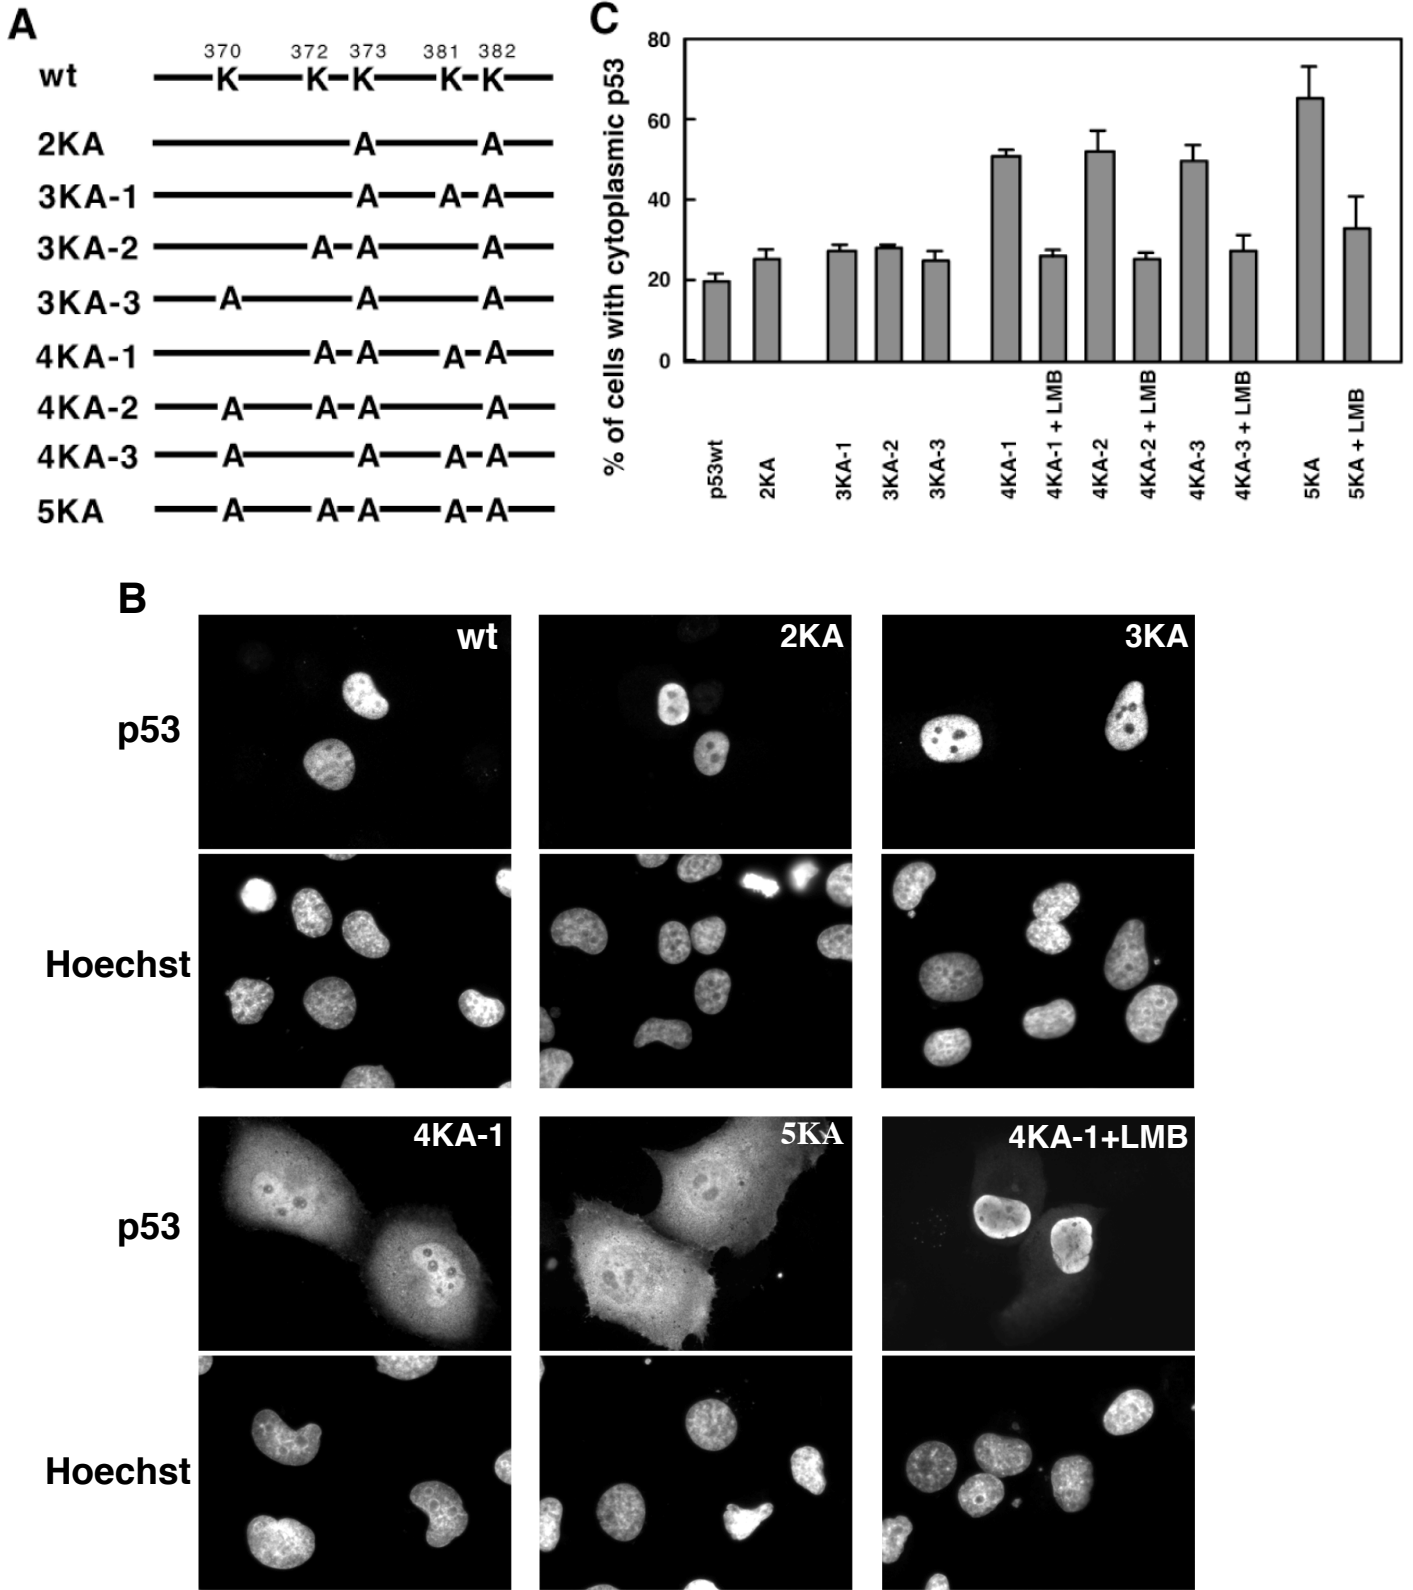 A
370 372 373 381 382
wt K K K K K
2KA A A
3KA-1 A A A
3KA-2 A A A
3KA-3 A A A
4KA-1 A A A A
4KA-2 A A A A
4KA-3 A A A A
5KA A A A A A
C
% of cells with cytoplasmic p53
80
60
40
20
0
p53wt
2KA
3KA-1
3KA-2
3KA-3
4KA-1
4KA-1 + LMB
4KA-2
4KA-2 + LMB
4KA-3
4KA-3 + LMB
5KA
5KA + LMB
B
wt 2KA 3KA
p53
Hoechst
4KA-1 5KA 4KA-1+LMB
p53
Hoechst